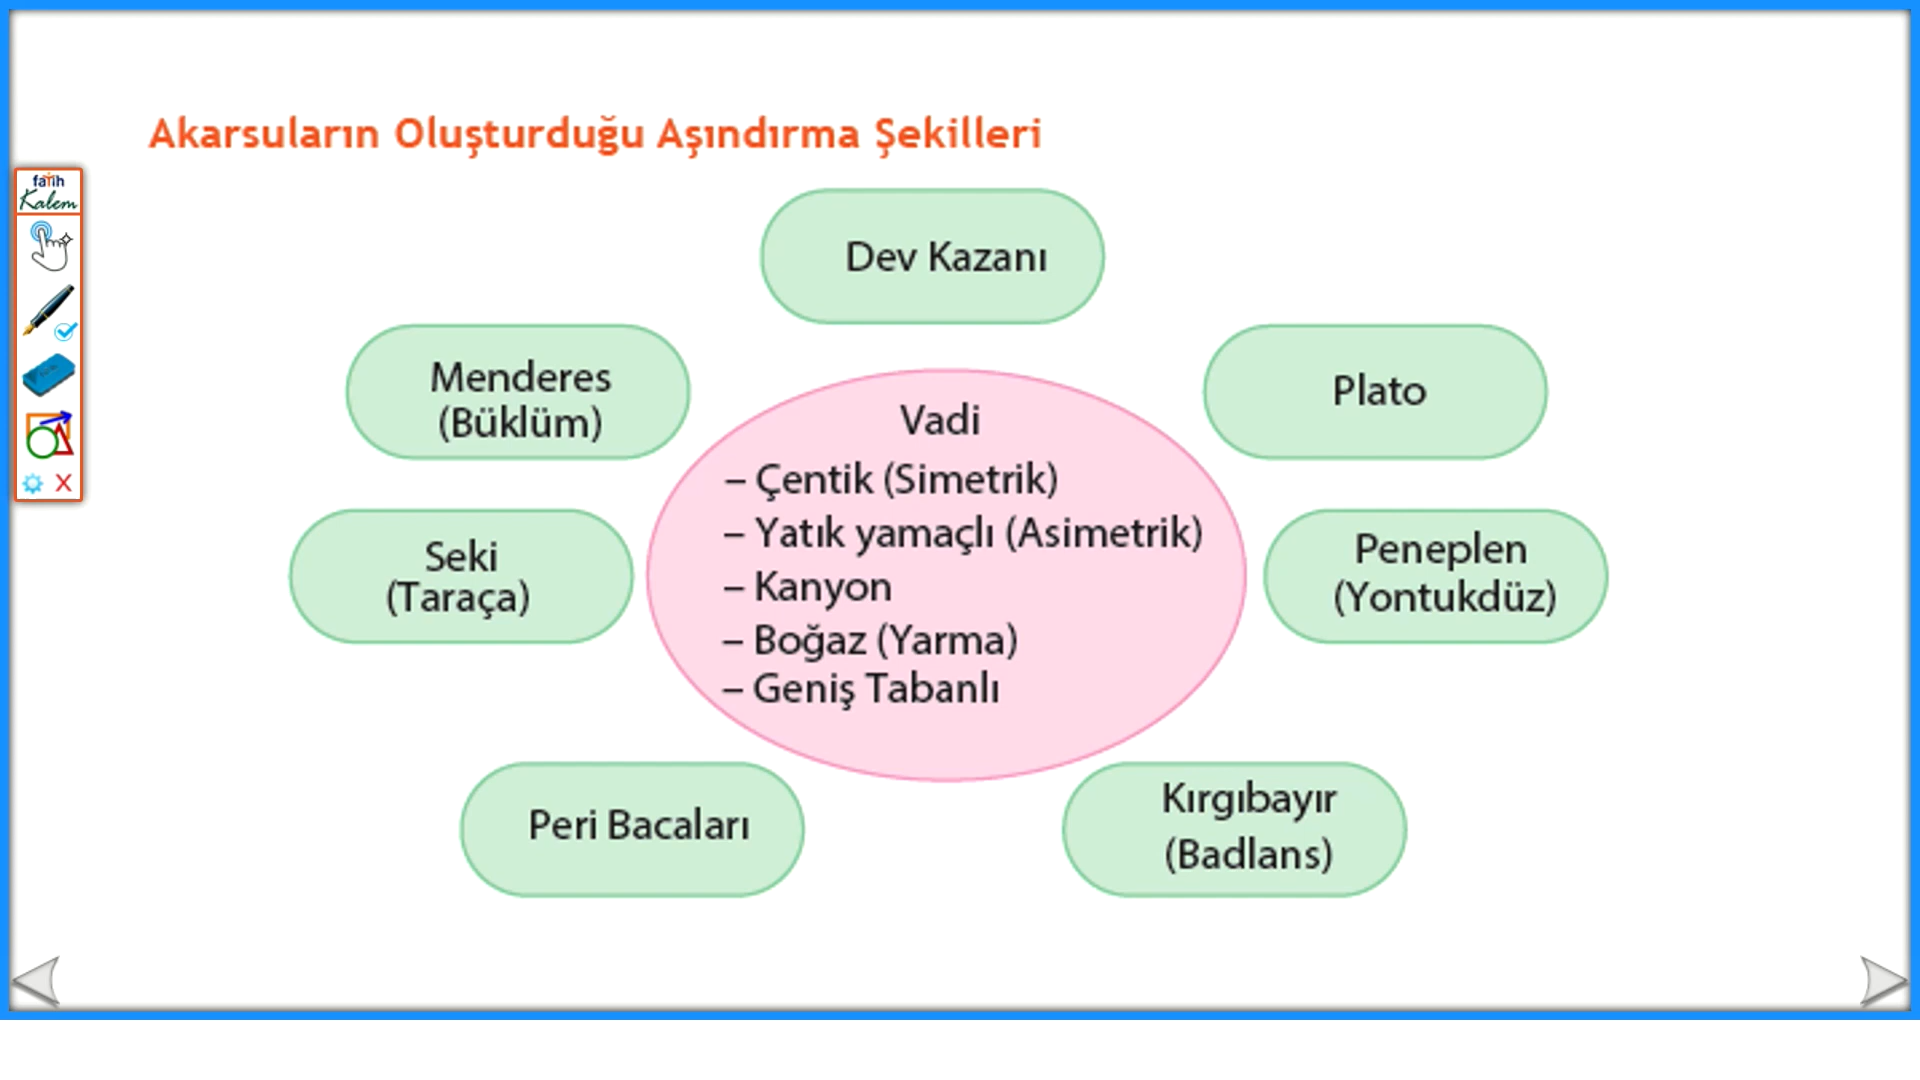 Akarsuların Oluşturduğu Aşındırma Şekilleri
fatih
Kalem
Dev Kazanı
Menderes
(Büklüm)
Plato
Vadi
– Çentik (Simetrik)
– Yatık yamaçlı (Asimetrik)
– Kanyon
– Boğaz (Yarma)
– Geniş Tabanlı
Seki
(Taraça)
Peneplen
(Yontukdüz)
Peri Bacaları
Kırgıbayır
(Badlans)